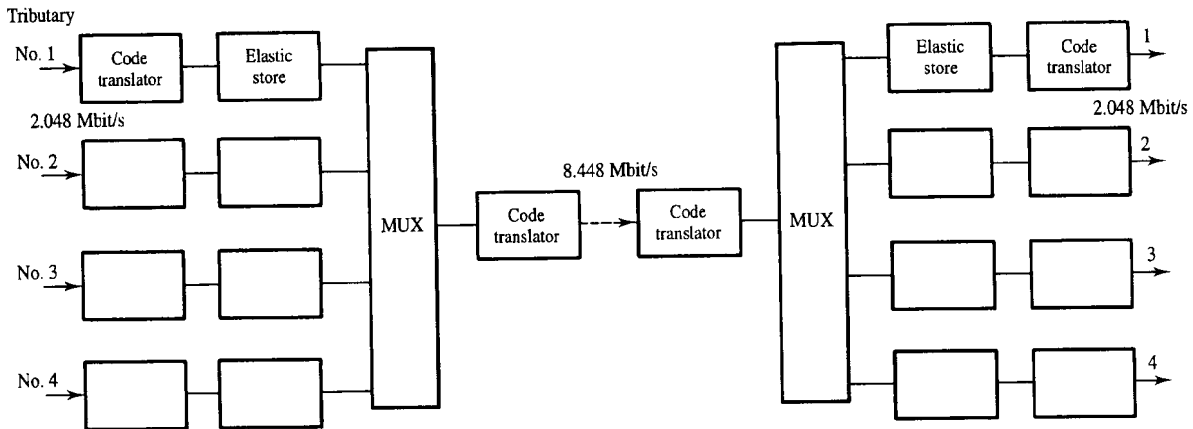 Tributary
No. 1
Code
translator
Elastic
store
2.048 Mbit/s
No. 2
No. 3
No. 4
MUX
Code
translator
8.448 Mbit/s
Code
translator
MUX
Elastic
store
Code
translator
1
2.048 Mbit/s
2
3
4